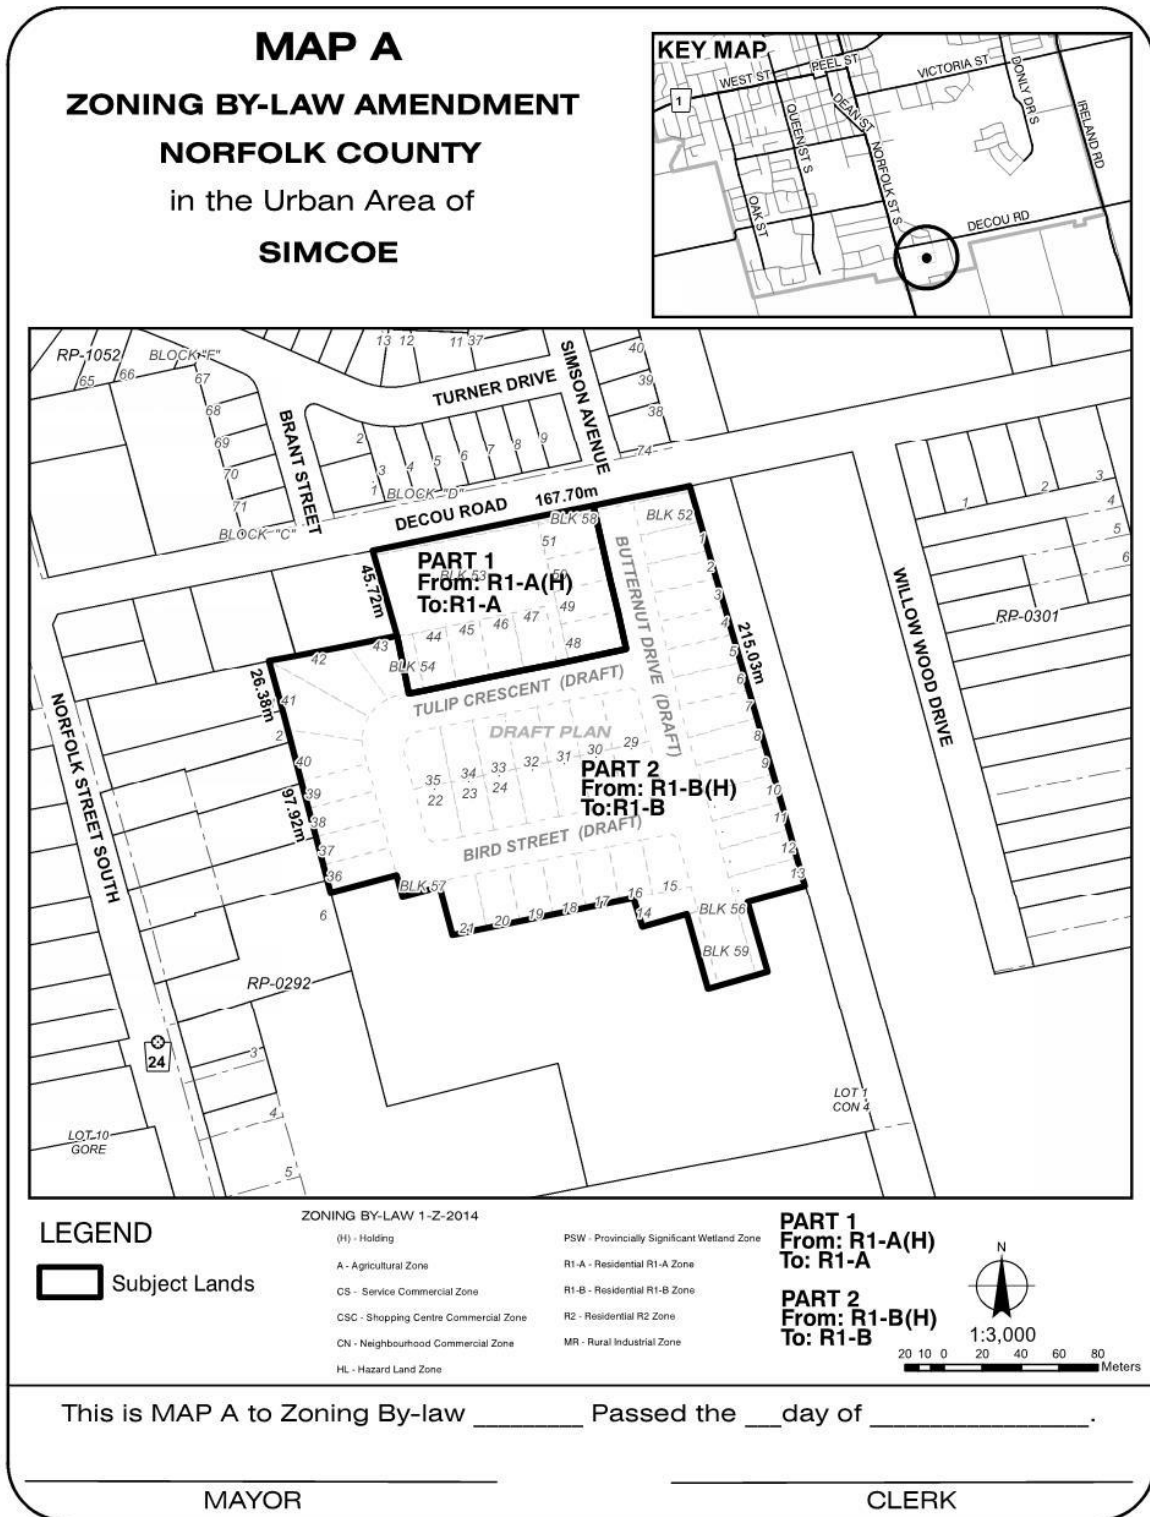 MAP A
ZONING BY-LAW AMENDMENT
NORFOLK COUNTY
in the Urban Area of
SIMCOE
KEY MAP
WEST ST
PEEL ST
VICTORIA ST
DONLY DR S
1
DEAN ST
QUEEN ST S
IRELAND RD
NORFOLK ST S
OAK ST
DECOU RD
RP-1052
BLOCK "F"
13 12
11 37
SIMSON AVENUE
40
65
66
67
TURNER DRIVE
39
68
BRANT STREET
38
69
2
3
4
5
6
7
8
9
74
70
1
71
BLOCK "D"
BLOCK "C"
DECOU ROAD
167.70m
BLK 58
BLK 52
1
2
3
4
5
6
RP-0301
WILLOW WOOD DRIVE
PART 1
From: R1-A(H)
To:R1-A
BLK 53
51
50
49
48
47
46
45
44
43
42
45.72m
BLK 54
BUTTERNUT DRIVE (DRAFT)
1
2
3
4
5
6
7
8
9
10
11
12
13
215.03m
26.38m
41
2
40
39
38
37
36
97.92m
TULIP CRESCENT (DRAFT)
DRAFT PLAN
35
34
33
32
31
30
29
22
23
24
PART 2
From: R1-B(H)
To:R1-B
BIRD STREET (DRAFT)
NORFOLK STREET SOUTH
BLK 57
21
20
19
18
17
16
15
14
BLK 56
BLK 59
6
RP-0292
24
3
4
5
LOT 10
GORE
LOT 1
CON 4
LEGEND
Subject Lands
ZONING BY-LAW 1-Z-2014
(H) - Holding
A - Agricultural Zone
CS - Service Commercial Zone
CSC - Shopping Centre Commercial Zone
CN - Neighbourhood Commercial Zone
HL - Hazard Land Zone
PSW - Provincially Significant Wetland Zone
R1-A - Residential R1-A Zone
R1-B - Residential R1-B Zone
R2 - Residential R2 Zone
MR - Rural Industrial Zone
PART 1
From: R1-A(H)
To: R1-A
PART 2
From: R1-B(H)
To: R1-B
N
1:3,000
20 10 0 20 40 60 80
Meters
This is MAP A to Zoning By-law ________ Passed the ___day of ________________.
MAYOR
CLERK